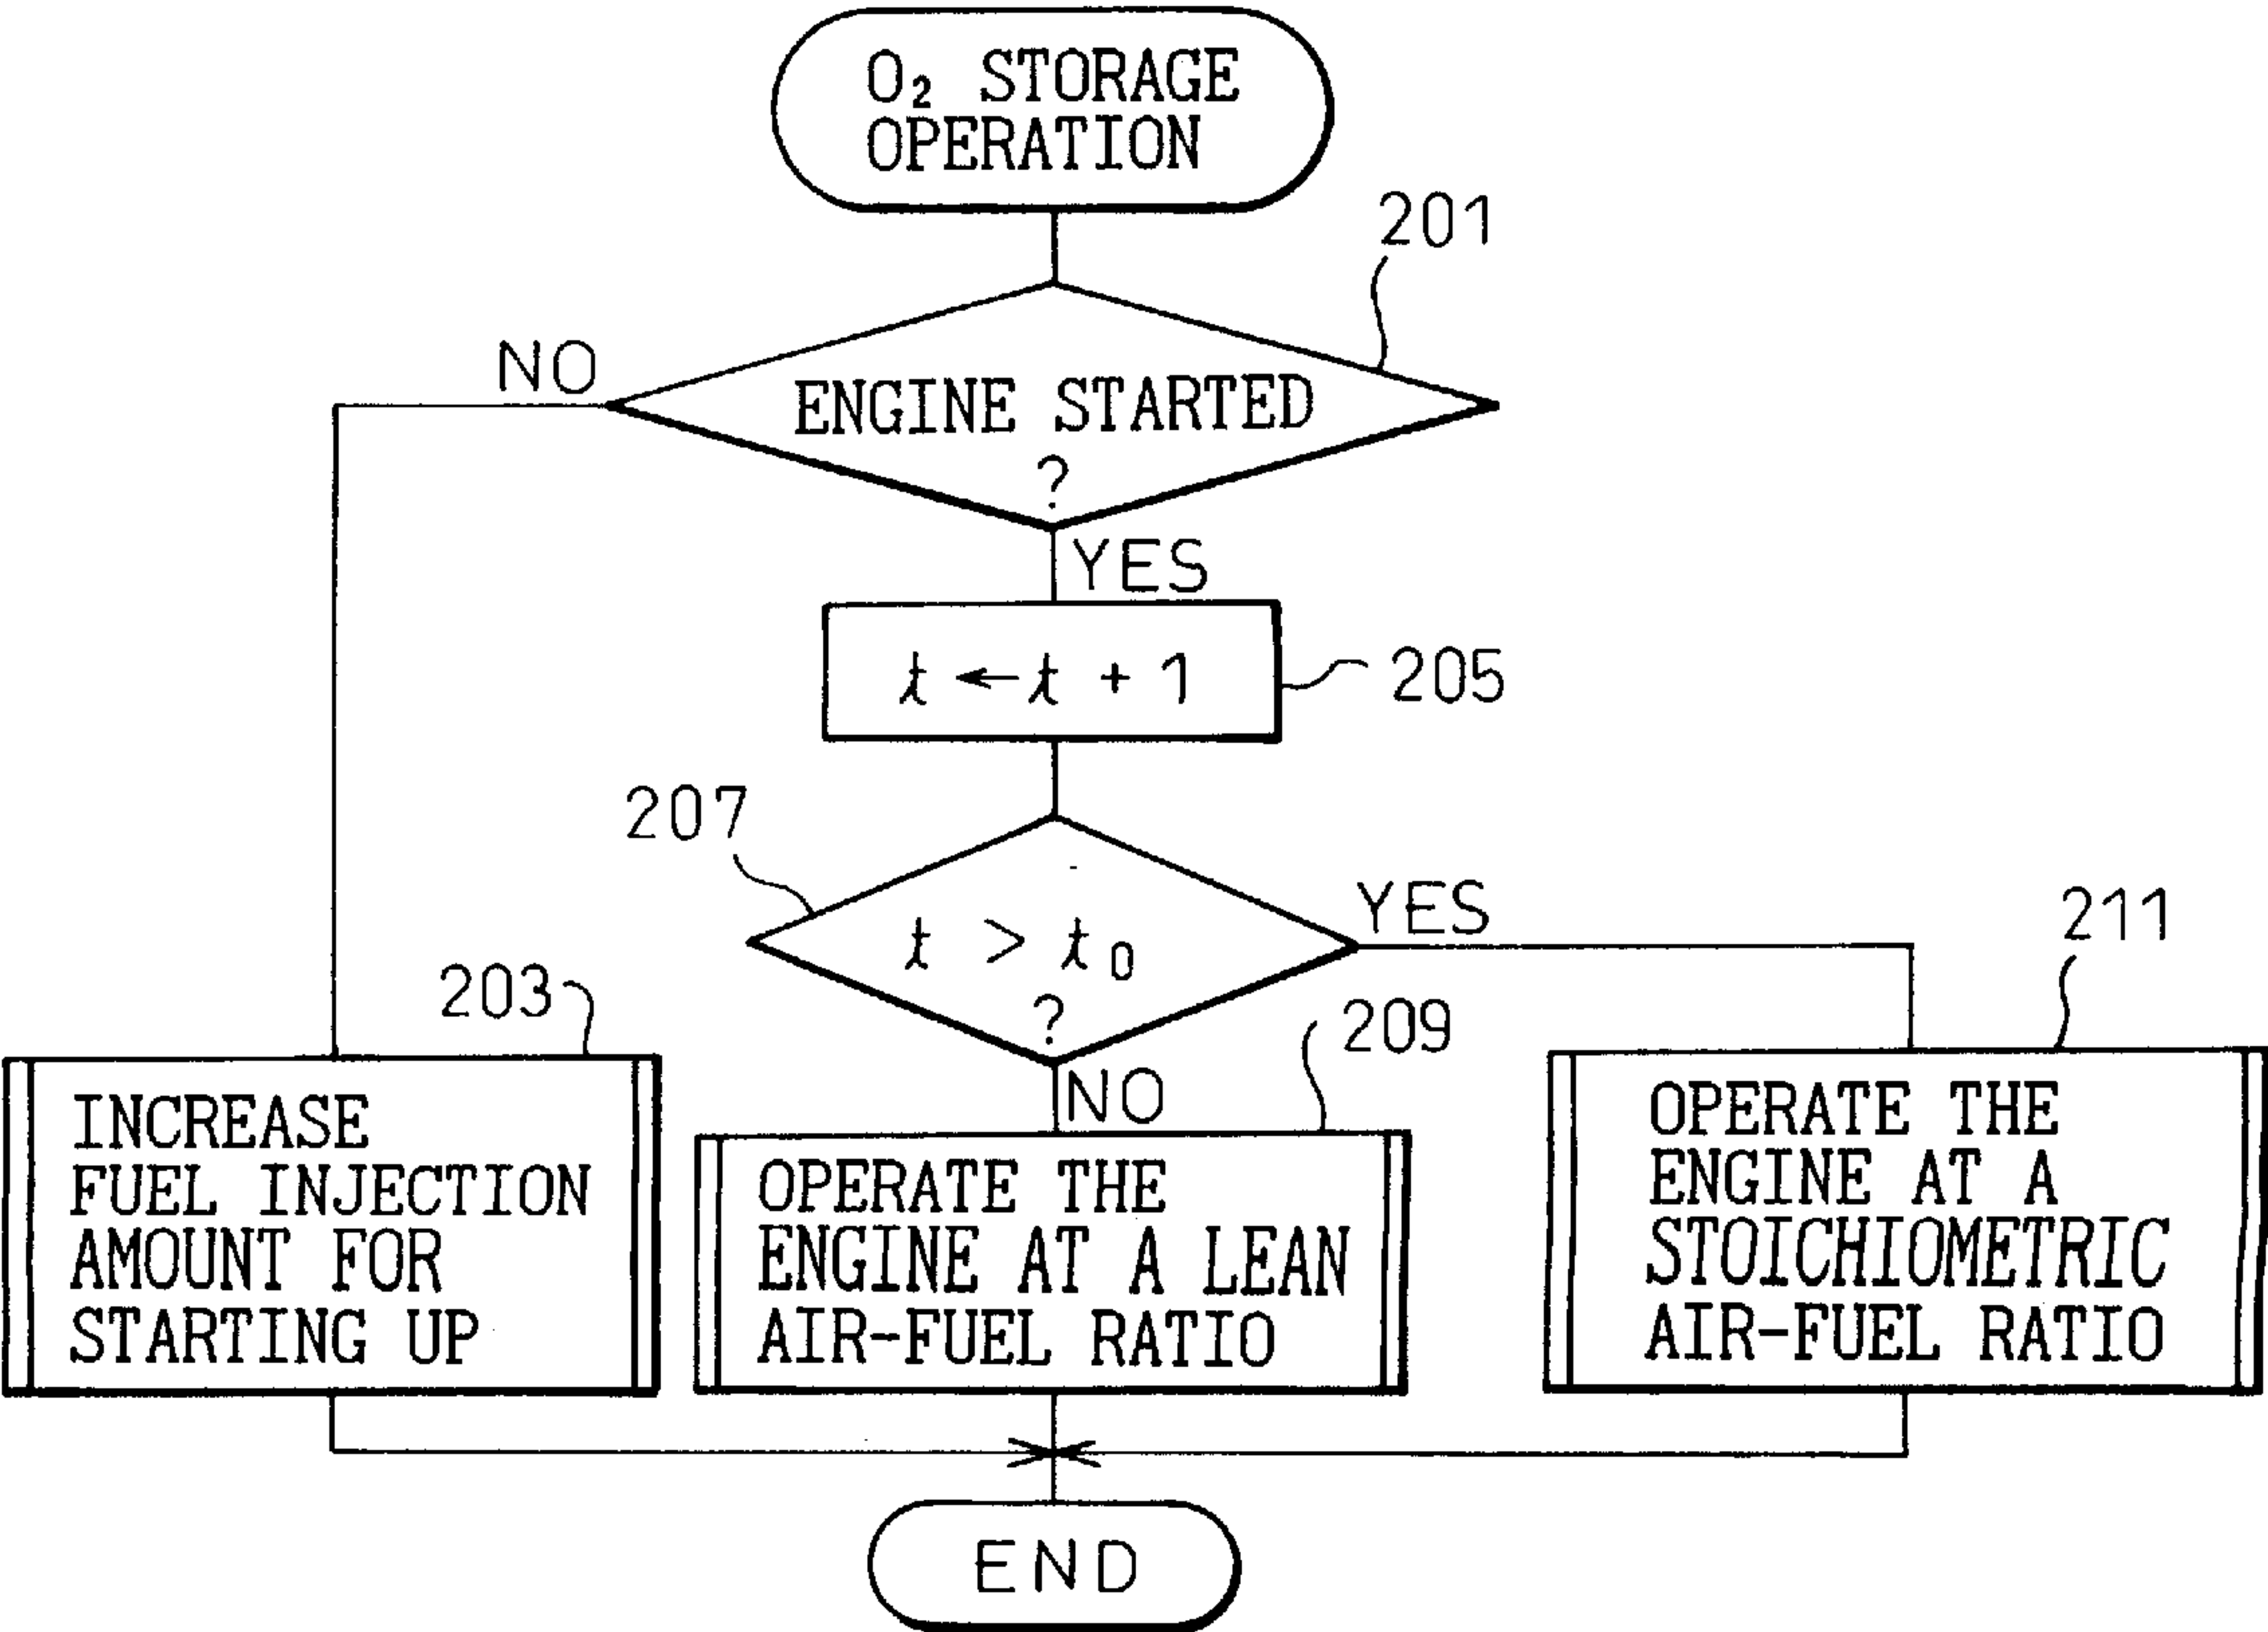 O₂ STORAGE
OPERATION
201
NO
ENGINE STARTED
?
YES
t ← t + 1
205
207
t > t₀
?
YES
211
203
209
NO
INCREASE
FUEL INJECTION
AMOUNT FOR
STARTING UP
OPERATE THE
ENGINE AT A LEAN
AIR-FUEL RATIO
OPERATE THE
ENGINE AT A
STOICHIOMETRIC
AIR-FUEL RATIO
END